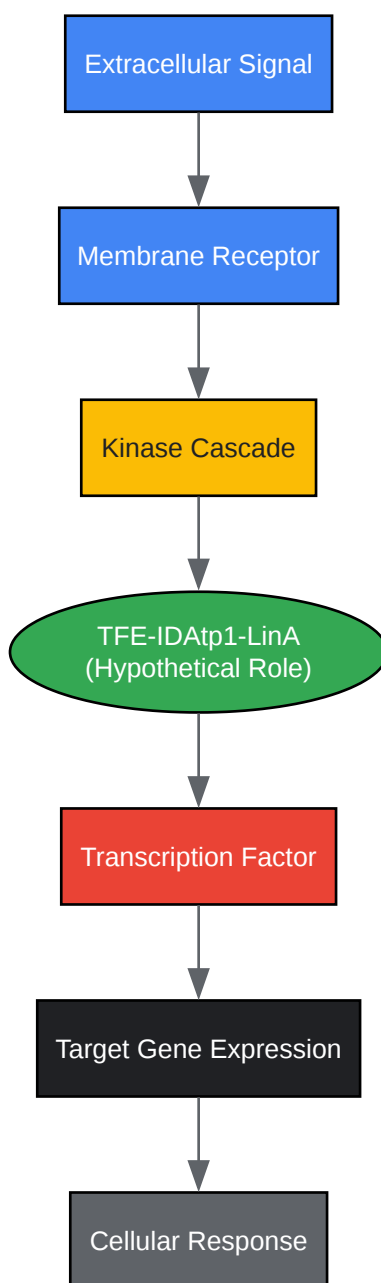 Extracellular Signal
Membrane Receptor
Kinase Cascade
TFE-IDAtp1-LinA
(Hypothetical Role)
Transcription Factor
Target Gene Expression
Cellular Response